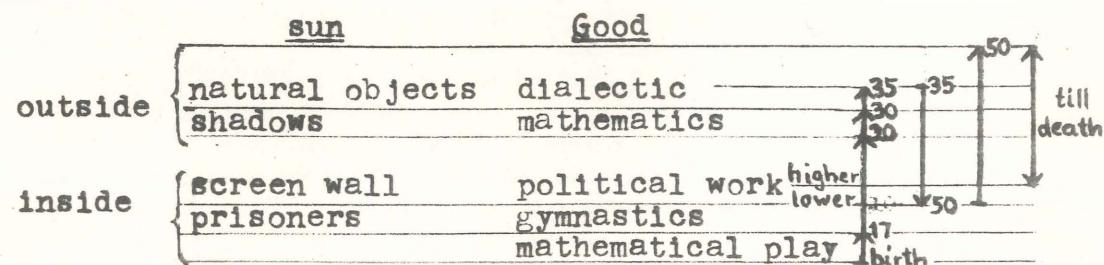 sun Good
50
natural objects dialectic 35 35
outside till
30
shadows mathematics death
20
screen wall political work higher
inside lower 50
prisoners gymnastics
17
mathematical play birth